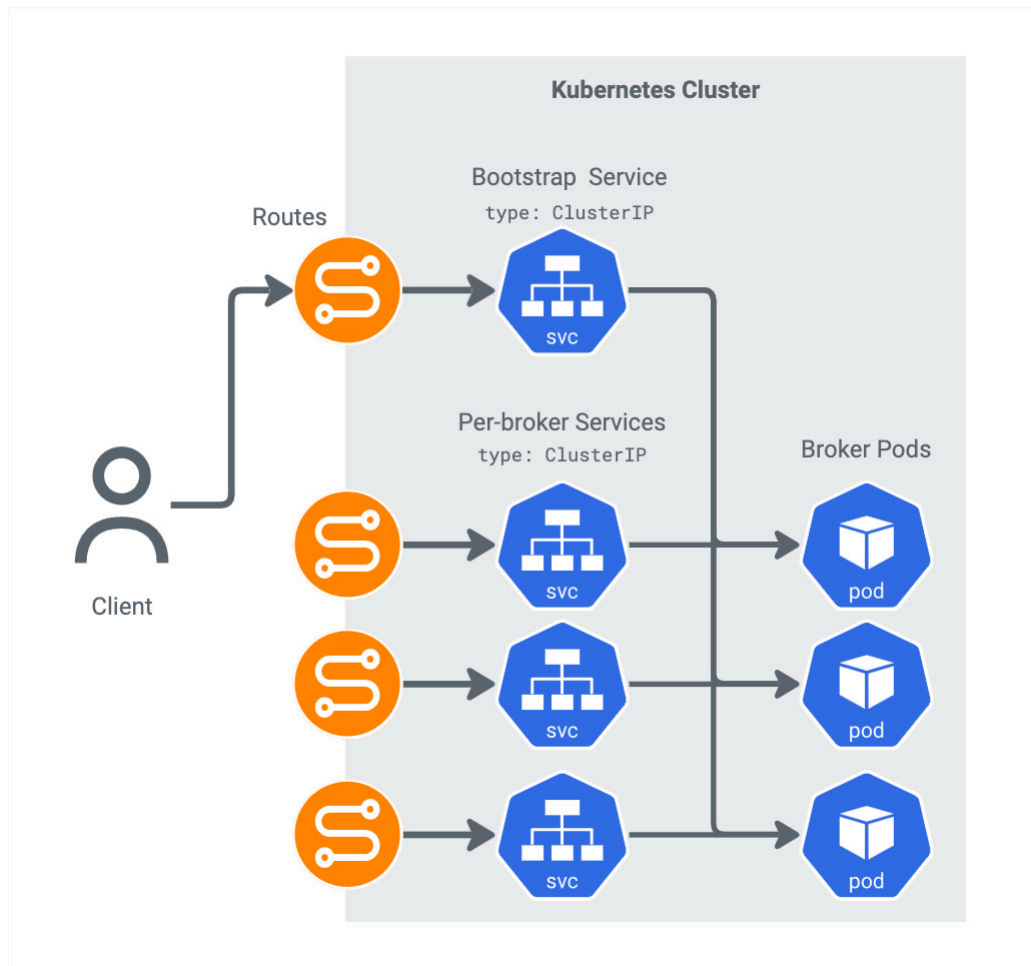 Kubernetes Cluster
Bootstrap Service
type: ClusterIP
Routes
svc
Per-broker Services
type: ClusterIP
Broker Pods
svc
pod
Client
svc
pod
svc
pod